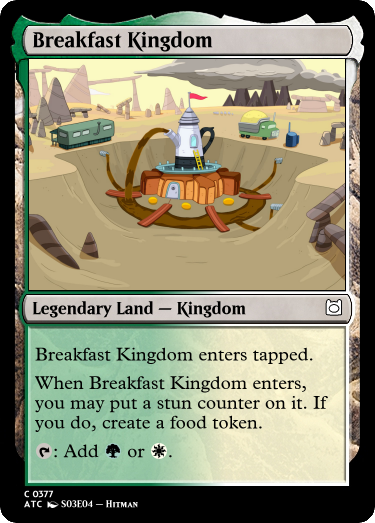 Breakfast Kingdom
Legendary Land — Kingdom
Breakfast Kingdom enters tapped.
When Breakfast Kingdom enters,
you may put a stun counter on it. If
you do, create a food token.
: Add or .
C 0377
ATC S03E04 — Hitman